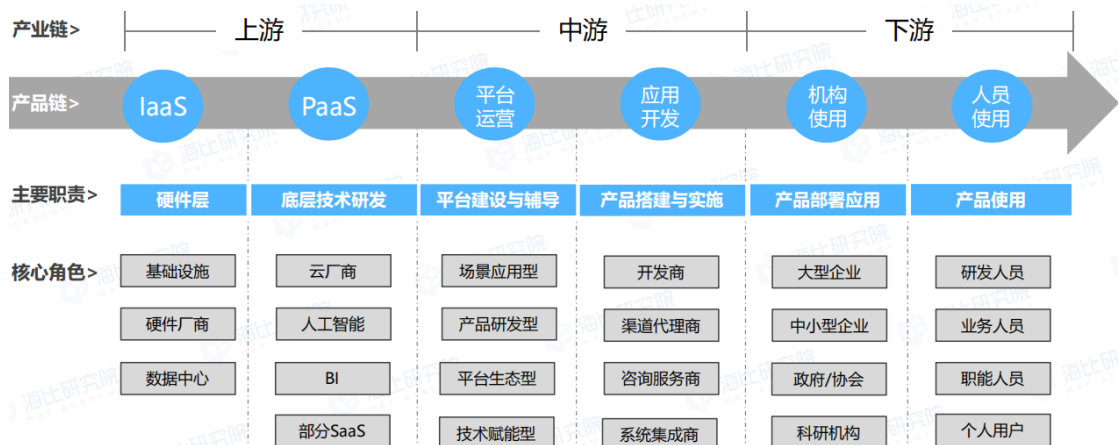 产业链> 上游 中游 下游
产品链> IaaS PaaS 平台运营 应用开发 机构使用 人员使用
主要职责> 硬件层 底层技术研发 平台建设与辅导 产品搭建与实施 产品部署应用 产品使用
核心角色> 基础设施 云厂商 场景应用型 开发商 大型企业 研发人员
硬件厂商 人工智能 产品研发型 渠道代理商 中小型企业 业务人员
数据中心 BI 平台生态型 咨询服务商 政府/协会 职能人员
部分SaaS 技术赋能型 系统集成商 科研机构 个人用户
海比研究院
HAP ACADEMY